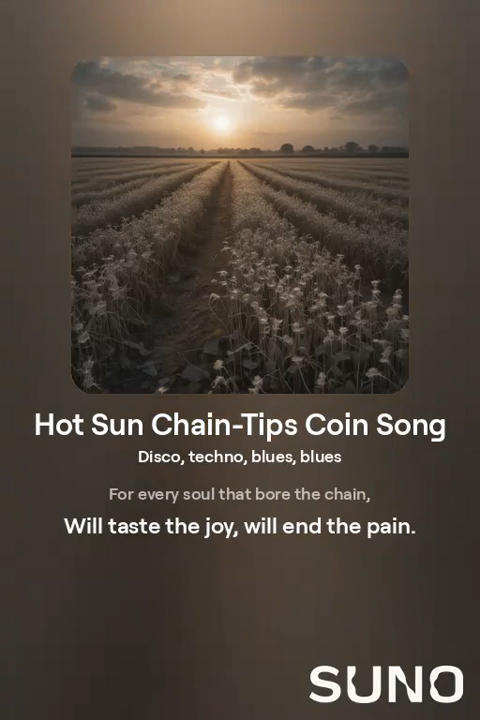 Hot Sun Chain-Tips Coin Song
Disco, techno, blues, blues
For every soul that bore the chain,
Will taste the joy, will end the pain.
SUNO